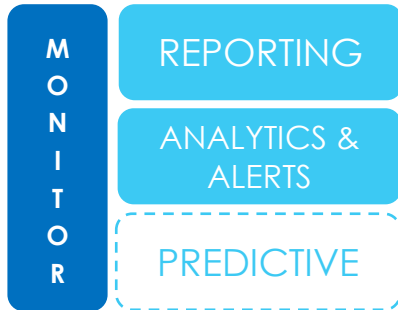 MONITOR
REPORTING
ANALYTICS &
ALERTS
PREDICTIVE